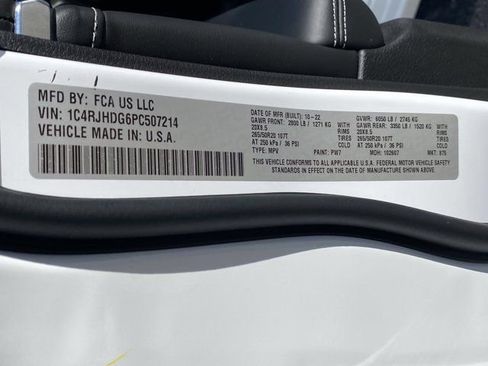 MFD BY: FCA US LLC
VIN: 1C4RJHDG6PC507214
VEHICLE MADE IN U.S.A.
DATE OF MFR (BUILT): 10-22 GVWR: 6050 LB / 2745 KG
GAWR FRONT: 2800 LB / 1271 KG WITH GAWR REAR: 3350 LB / 1520 KG WITH
20X8.5 RIMS 20X8.5 RIMS
265/50R20 107T TIRES 265/50R20 107T TIRES
AT 250 kPa / 36 PSI COLD AT 250 kPa / 36 PSI COLD
TYPE: MPV PAINT: PW7 MDH: 102607 MKT: 875
THIS VEHICLE CONFORMS TO ALL APPLICABLE U.S.A. FEDERAL MOTOR VEHICLE
SAFETY STANDARDS IN EFFECT ON THE DATE OF MANUFACTURE SHOWN ABOVE.